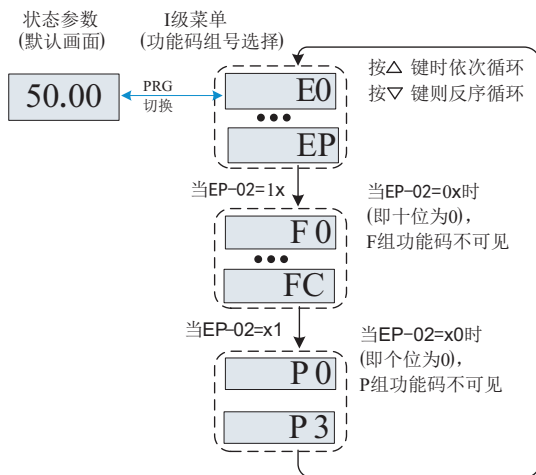 状态参数
(默认画面)
I级菜单
(功能码组号选择)
50.00
PRG
切换
E0
•••
EP
按△ 键时依次循环
按▽ 键则反序循环
当EP-02=1x
当EP-02=0x时
(即十位为0),
F组功能码不可见
F 0
•••
FC
当EP-02=x1
当EP-02=x0时
(即个位为0),
P组功能码不可见
P 0
P 3